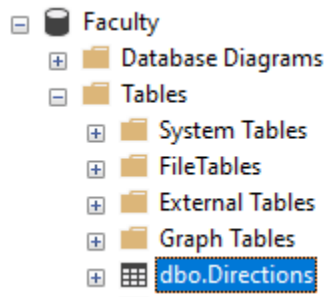 Faculty
Database Diagrams
Tables
System Tables
FileTables
External Tables
Graph Tables
dbo.Directions